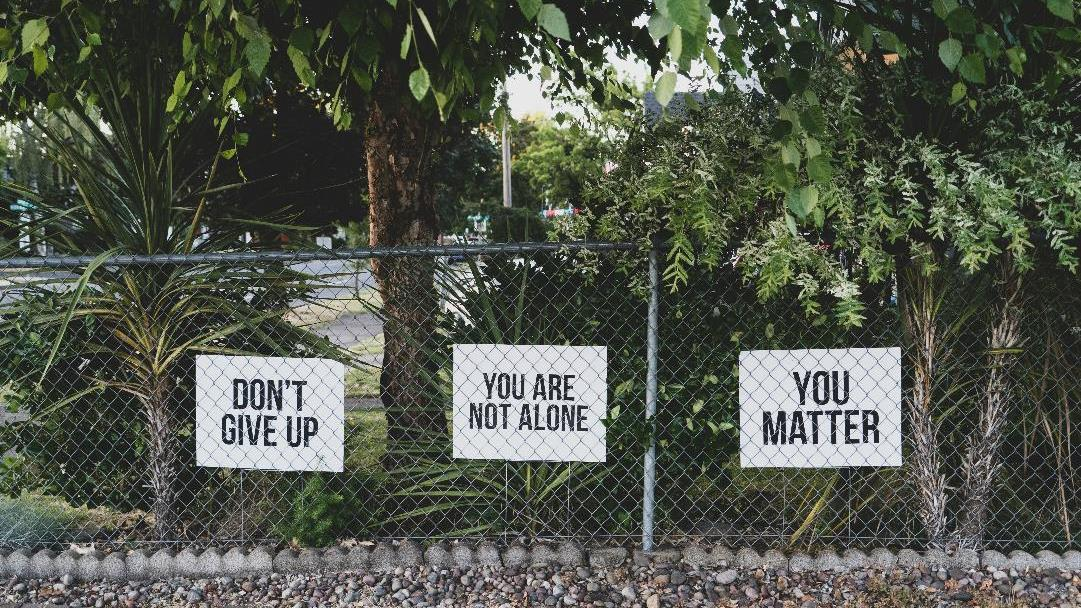 DON'T
GIVE UP
YOU ARE
NOT ALONE
YOU
MATTER